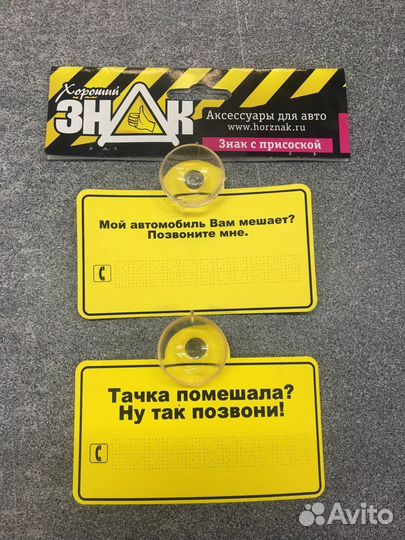 Хороший
ЗНАК
Аксессуары для авто
www.horznak.ru
Знак с присоской
Мой автомобиль Вам мешает?
Позвоните мне.
Тачка помешала?
Ну так позвони!
Avito